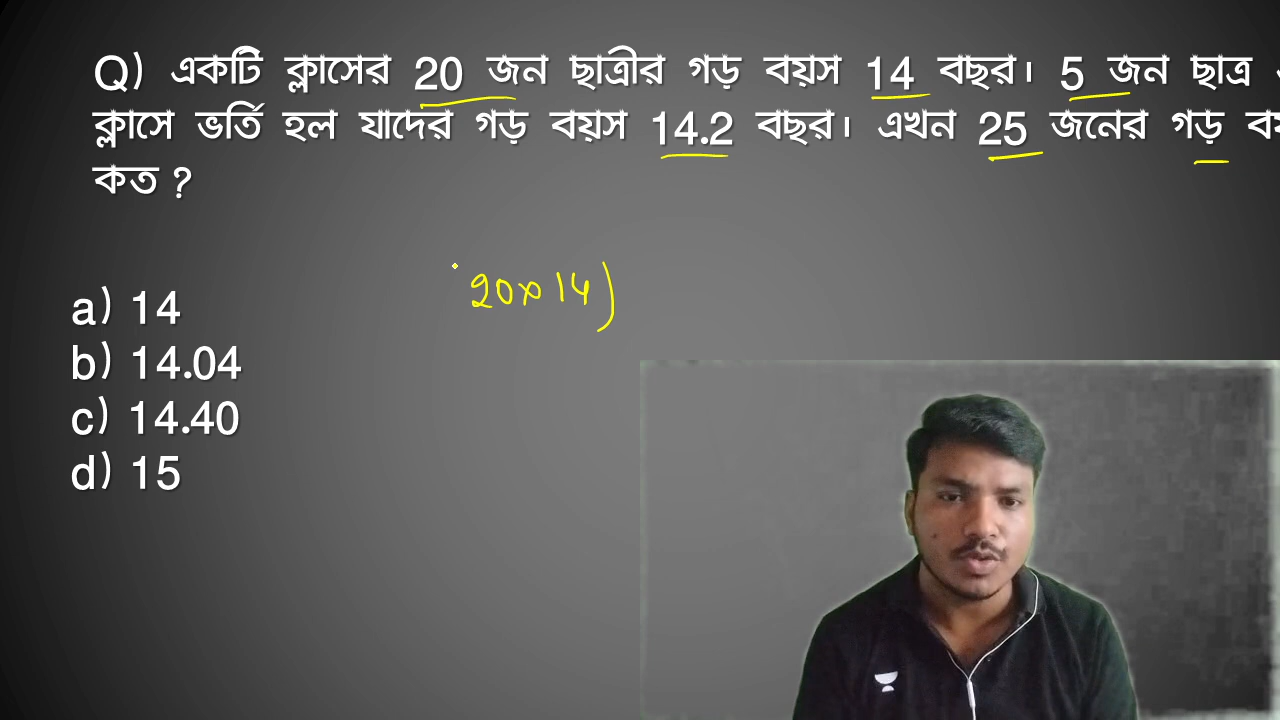 Q) একটি ক্লাসের 20 জন ছাত্রীর গড় বয়স 14 বছর। 5 জন ছাত্র
ক্লাসে ভর্তি হল যাদের গড় বয়স 14.2 বছর। এখন 25 জনের গড়
কত ?
20×14)
a) 14
b) 14.04
c) 14.40
d) 15